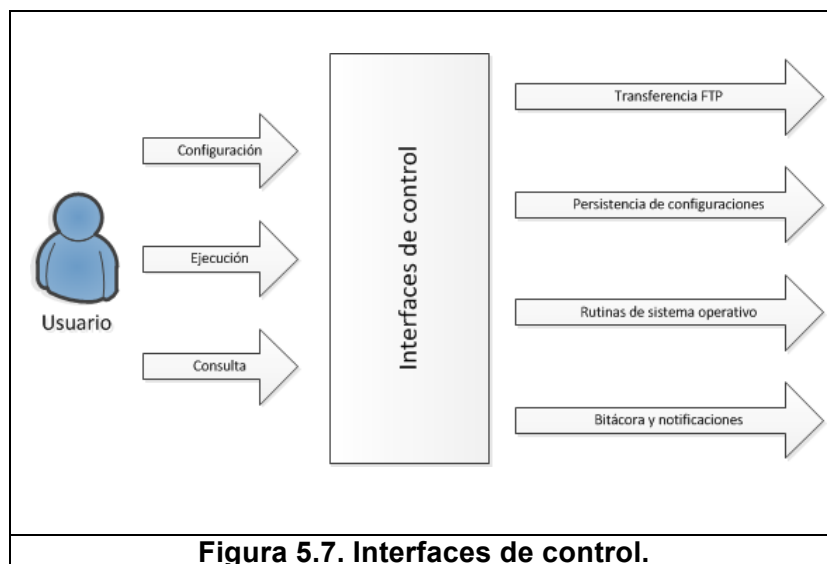 Usuario
Configuración
Ejecución
Consulta
Interfaces de control
Transferencia FTP
Persistencia de configuraciones
Rutinas de sistema operativo
Bitácora y notificaciones
Figura 5.7. Interfaces de control.